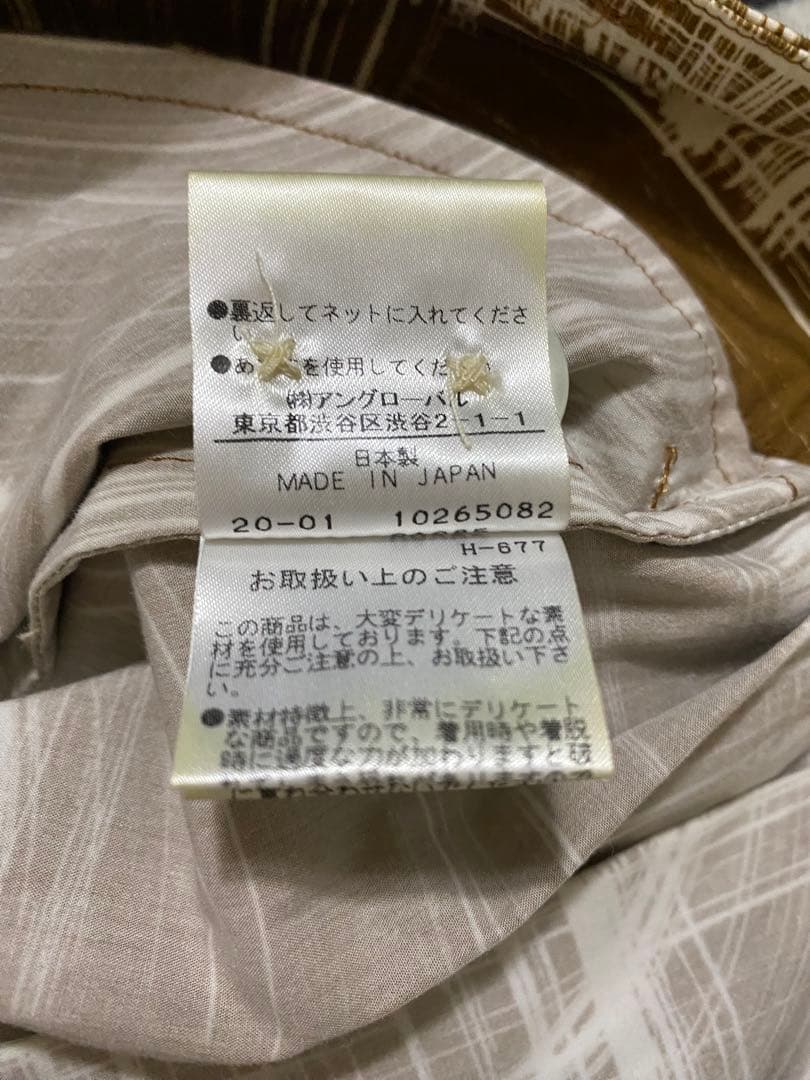 ●裏返してネットに入れてくださ
い
●あ を使用してくだ い
㈱アングローバル
東京都渋谷区渋谷2-1-1
日本製
MADE IN JAPAN
20-01 10265082
H-677
お取扱い上のご注意
この商品は、大変デリケートな素
材を使用しております。下記の点
に充分ご注意の上、お取扱い下さ
い。
●素材特徴上、非常にデリケート
な商品ですので、着用時や着脱
時に過度な力が加わりますと破